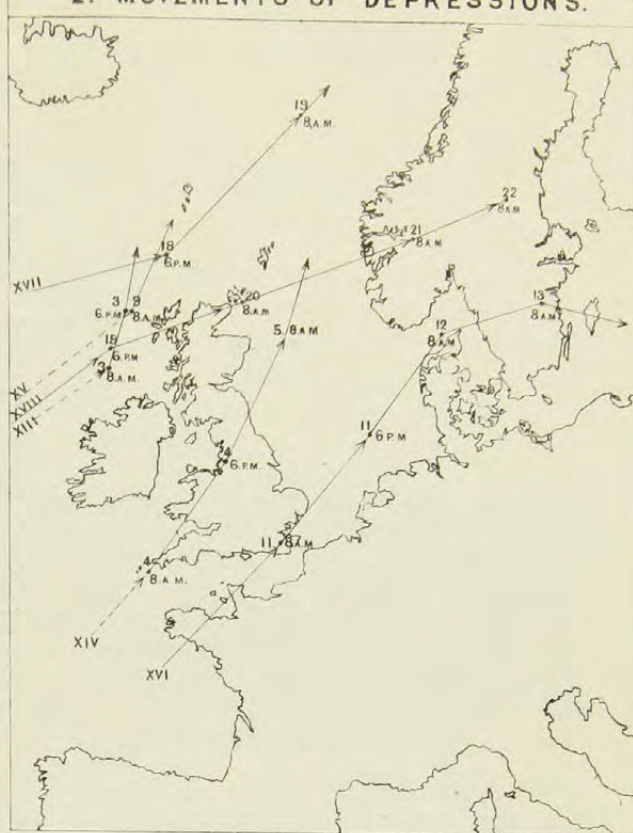 2. MOVEMENTS OF DEPRESSIONS.
19
8 A.M.
22
8 A.M
18
6 P.M.
21
8 A.M
XVII
3 9
6 P.M 8 A.M.
20
8 A.M
13
8 A.M
12
8 A.M
5. 8 A.M
6 P.M
3
8 A.M.
XV
XVIII
XIII
11
6 P.M
4
6 P.M.
11. 8 A.M
4
8 A.M.
XIV
XVI